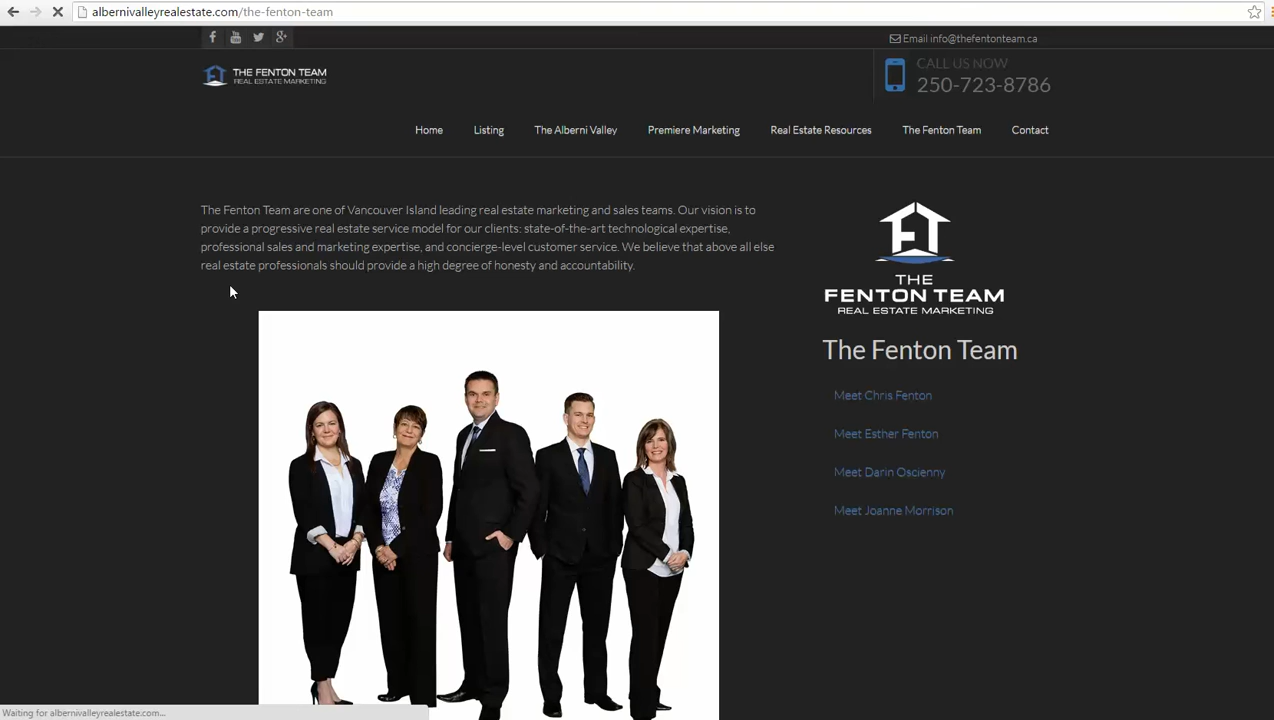 albernivalleyrealestate.com/the-fenton-team
Email info@thefentonteam.ca
THE FENTON TEAM
REAL ESTATE MARKETING
CALL US NOW
250-723-8786
Home Listing The Alberni Valley Premiere Marketing Real Estate Resources The Fenton Team Contact
The Fenton Team are one of Vancouver Island leading real estate marketing and sales teams. Our vision is to
provide a progressive real estate service model for our clients: state-of-the-art technological expertise,
professional sales and marketing expertise, and concierge-level customer service. We believe that above all else
real estate professionals should provide a high degree of honesty and accountability.
THE
FENTON TEAM
REAL ESTATE MARKETING
The Fenton Team
Meet Chris Fenton
Meet Esther Fenton
Meet Darin Oscienny
Meet Joanne Morrison
Waiting for albernivalleyrealestate.com...